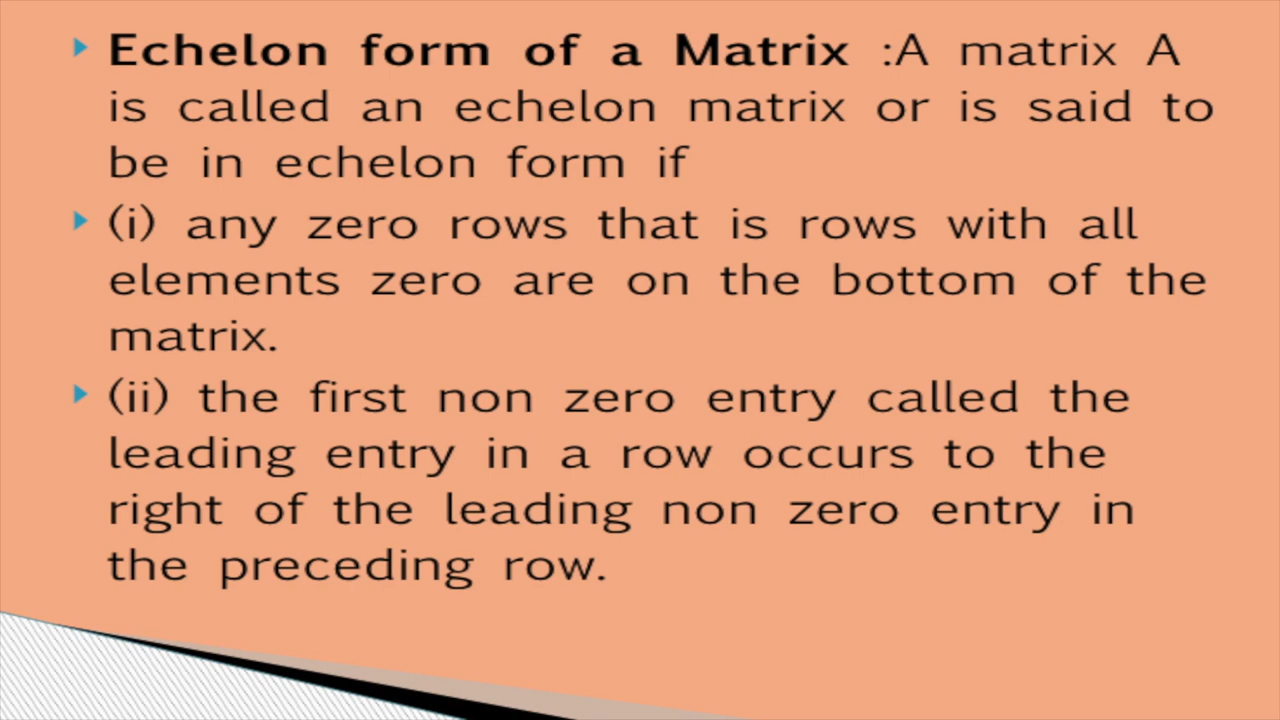 Echelon form of a Matrix :A matrix A
is called an echelon matrix or is said to
be in echelon form if
(i) any zero rows that is rows with all
elements zero are on the bottom of the
matrix.
(ii) the first non zero entry called the
leading entry in a row occurs to the
right of the leading non zero entry in
the preceding row.